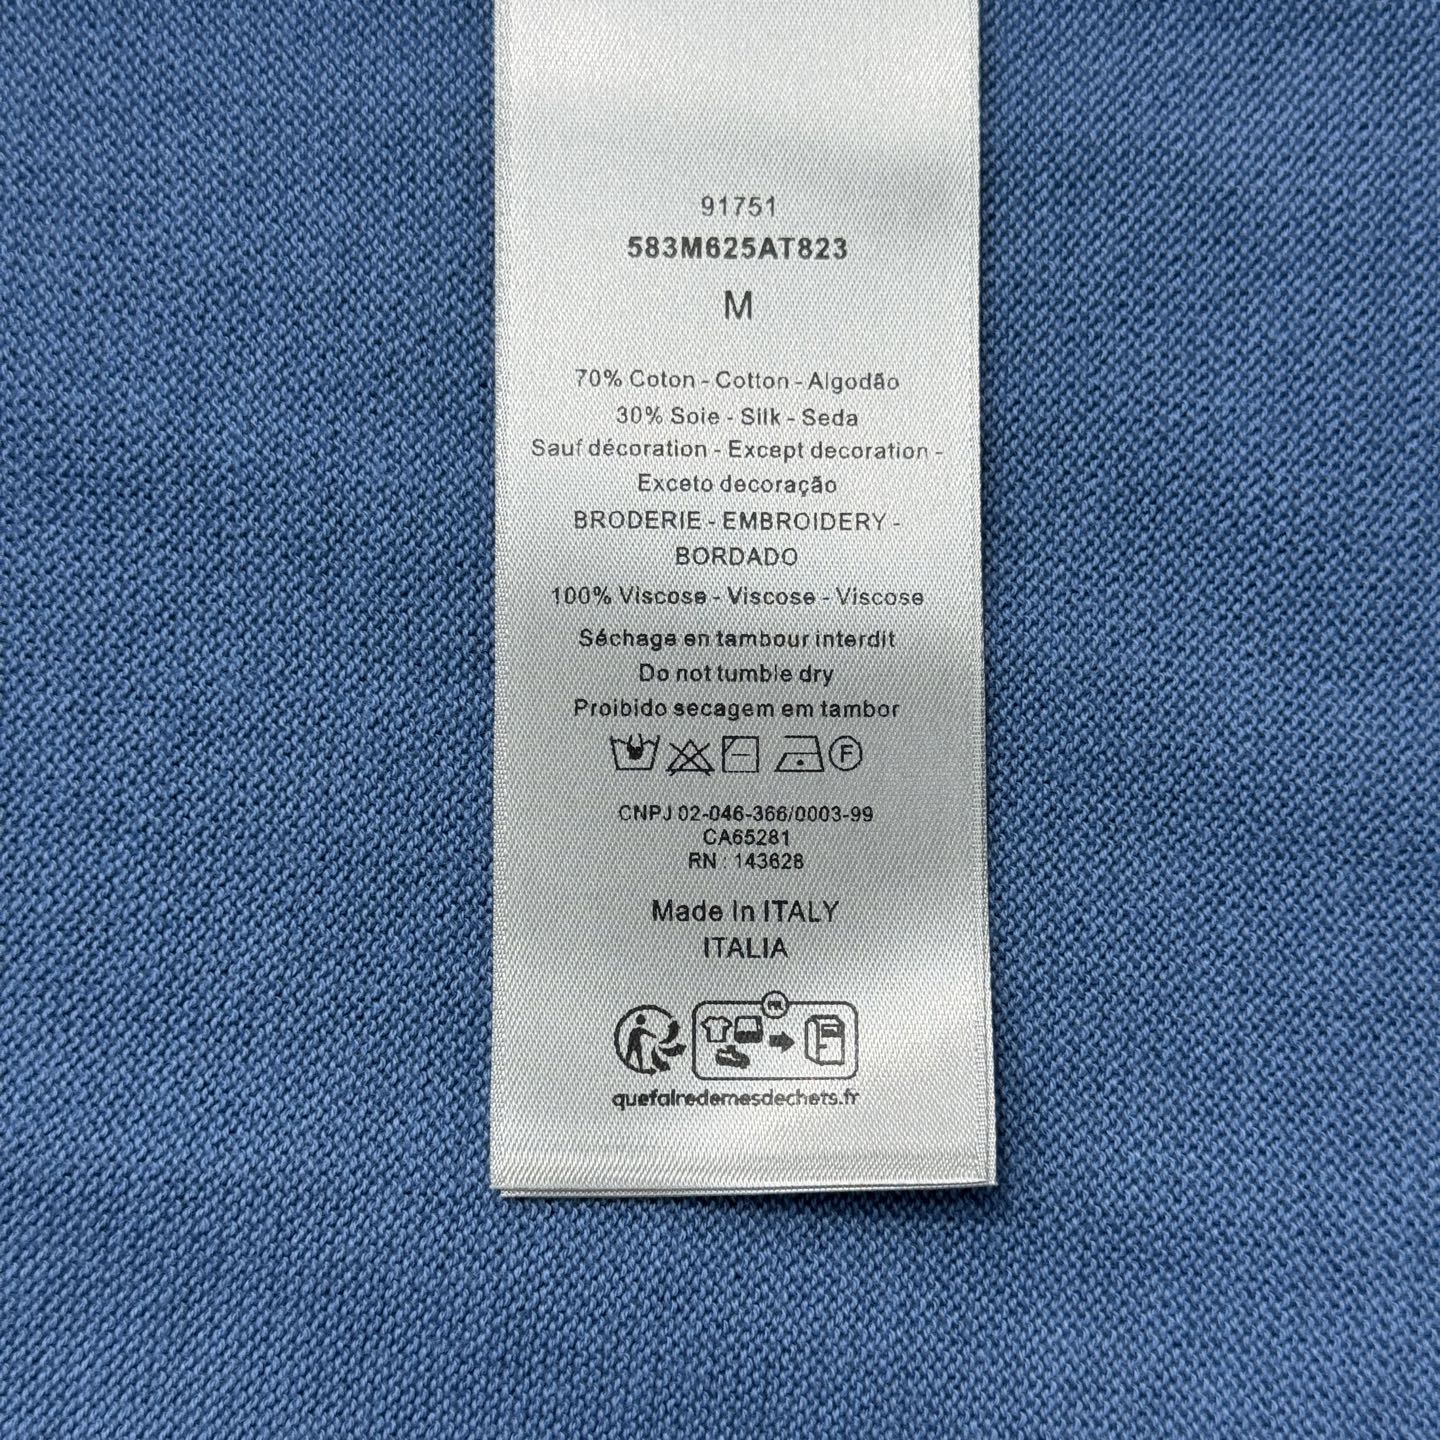 91751
583M625AT823
M
70% Coton - Cotton - Algodão
30% Soie - Silk - Seda
Sauf décoration - Except decoration -
Exceto decoração
BRODERIE - EMBROIDERY -
BORDADO
100% Viscose - Viscose - Viscose
Séchage en tambour interdit
Do not tumble dry
Proibido secagem em tambor
F
CNPJ 02-046-366/0003-99
CA65281
RN : 143628
Made In ITALY
ITALIA
FR
quefairedemesdechets.fr